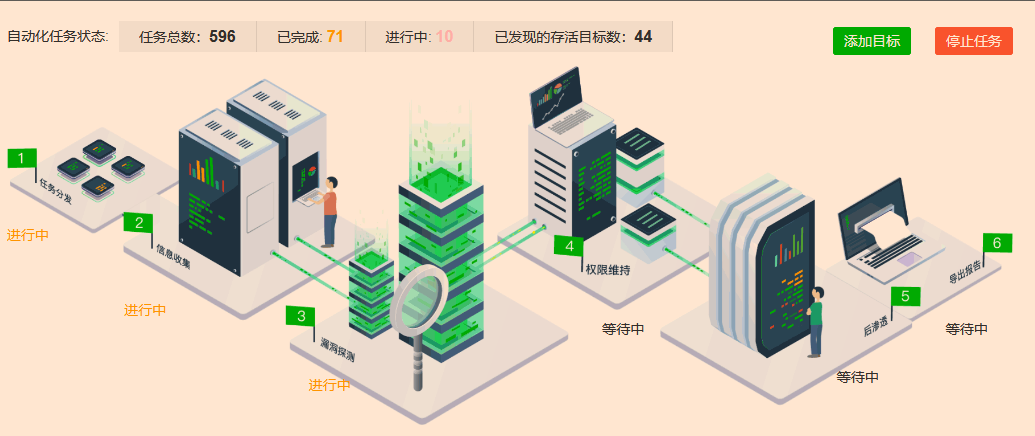 自动化任务状态: 任务总数: 596 已完成: 71 进行中: 10 已发现的存活目标数: 44 添加目标 停止任务
1
任务分发
进行中
2
信息收集
进行中
3
漏洞探测
进行中
4
权限维持
等待中
5
后渗透
等待中
6
导出报告
等待中